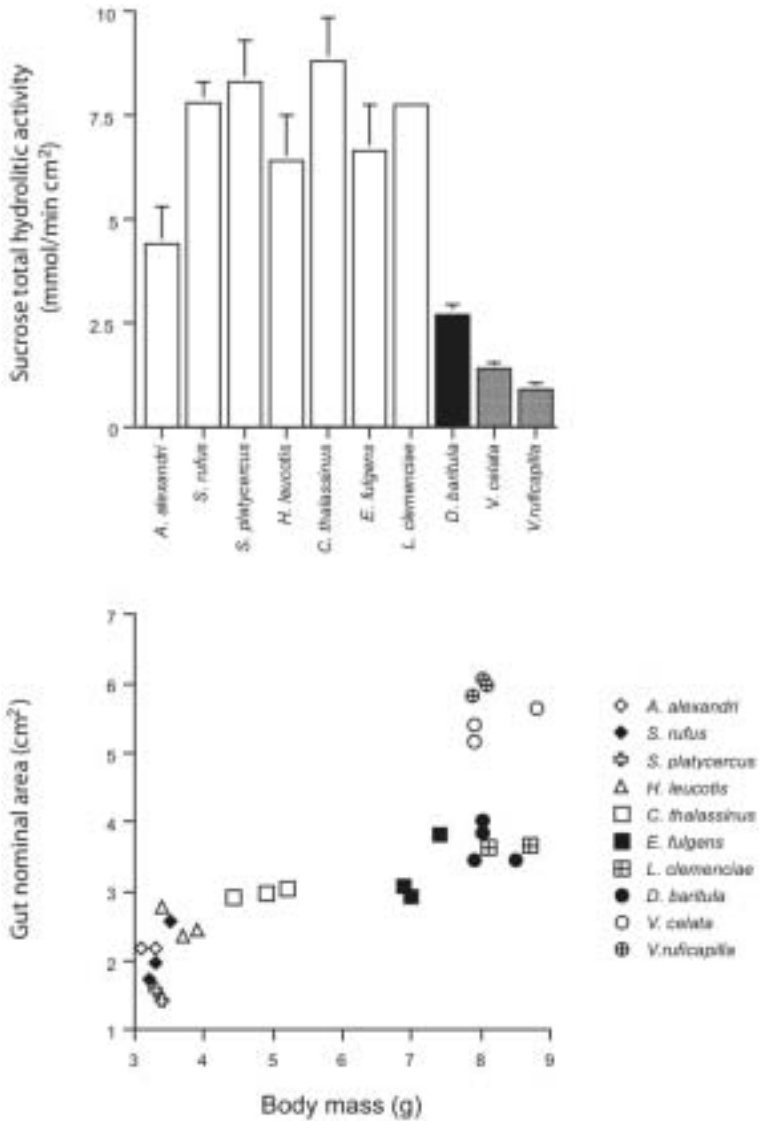 Sucrose total hydrolitic activity
(mmol/min cm²)
10
7.5
5
2.5
0
A. alexandri
S. rufus
S. platycercus
H. leucotis
C. thalassinus
E. fulgens
L. clemenciae
D. baritula
V. celata
V.ruficapilla
Gut nominal area (cm²)
7
6
5
4
3
2
1
3 4 5 6 7 8 9
Body mass (g)
A. alexandri
S. rufus
S. platycercus
H. leucotis
C. thalassinus
E. fulgens
L. clemenciae
D. baritula
V. celata
V.ruficapilla